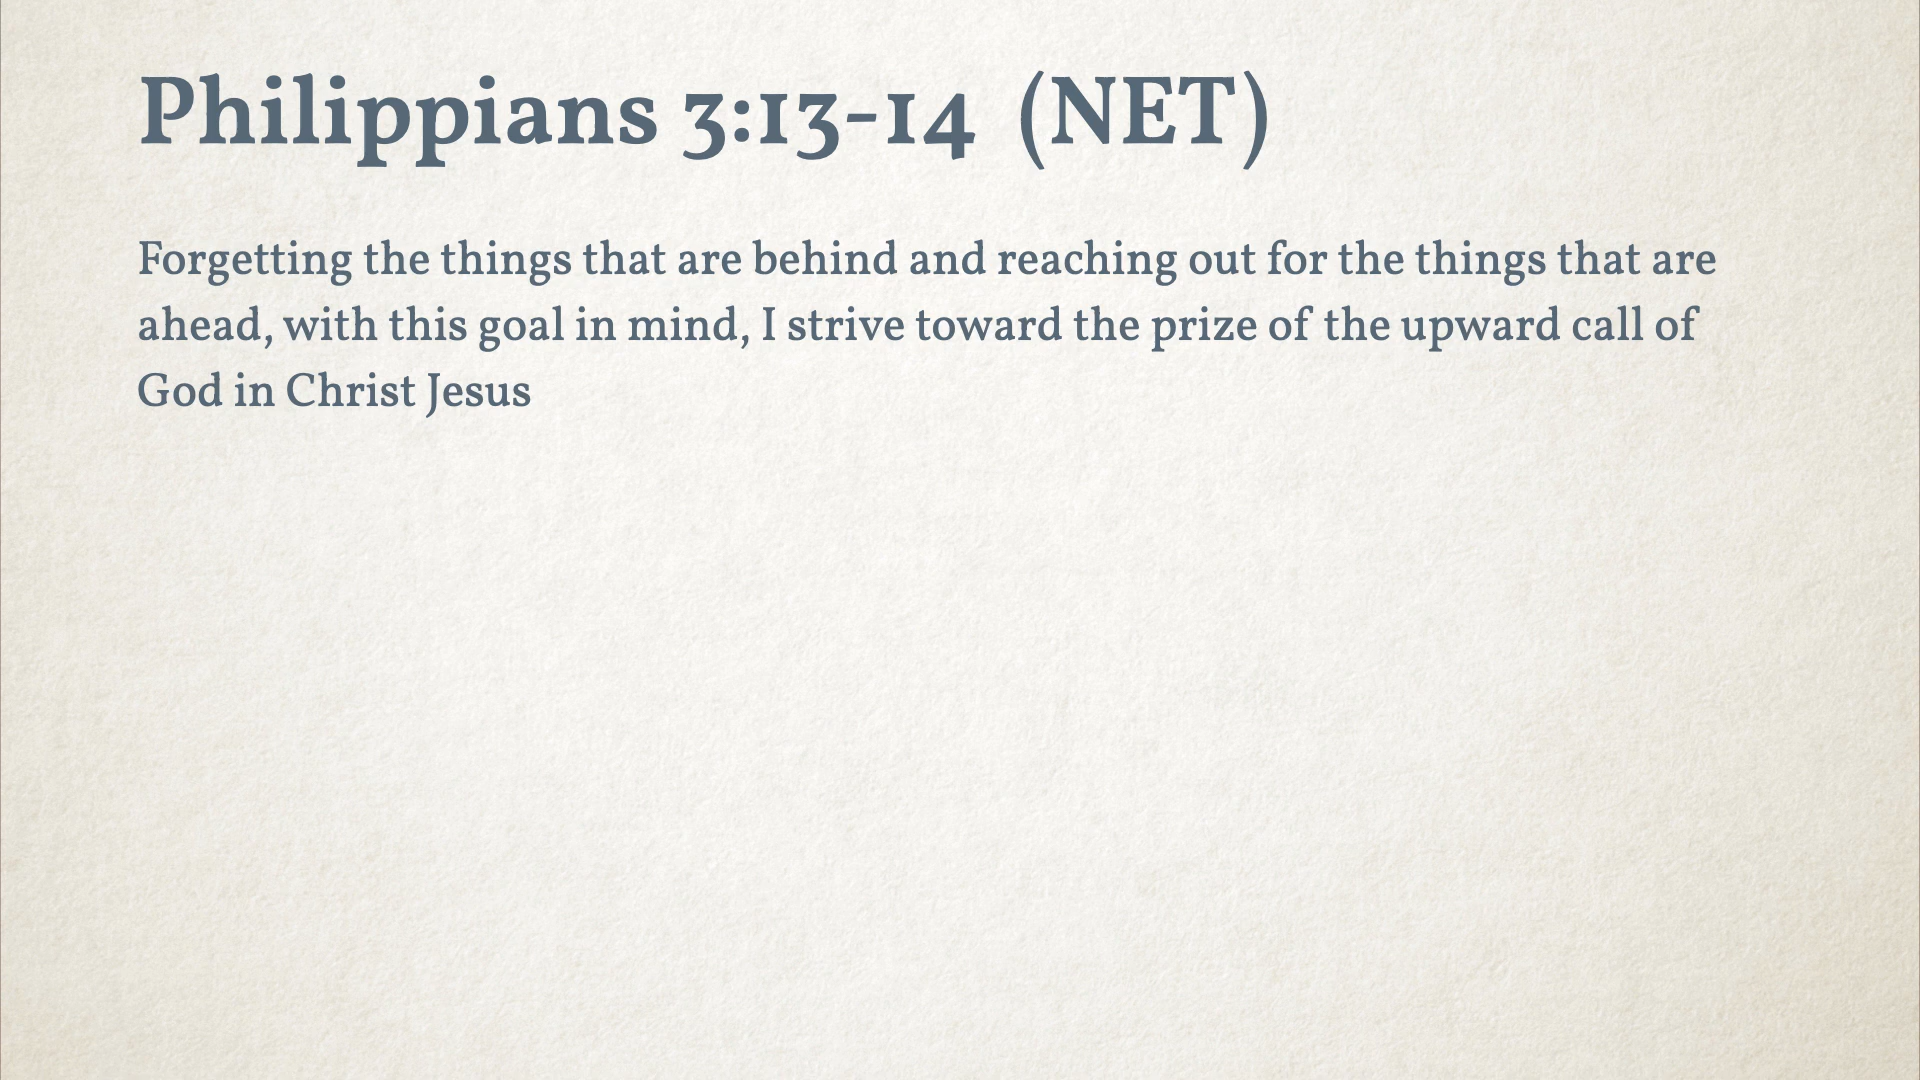 Philippians 3:13-14 (NET)
Forgetting the things that are behind and reaching out for the things that are
ahead, with this goal in mind, I strive toward the prize of the upward call of
God in Christ Jesus